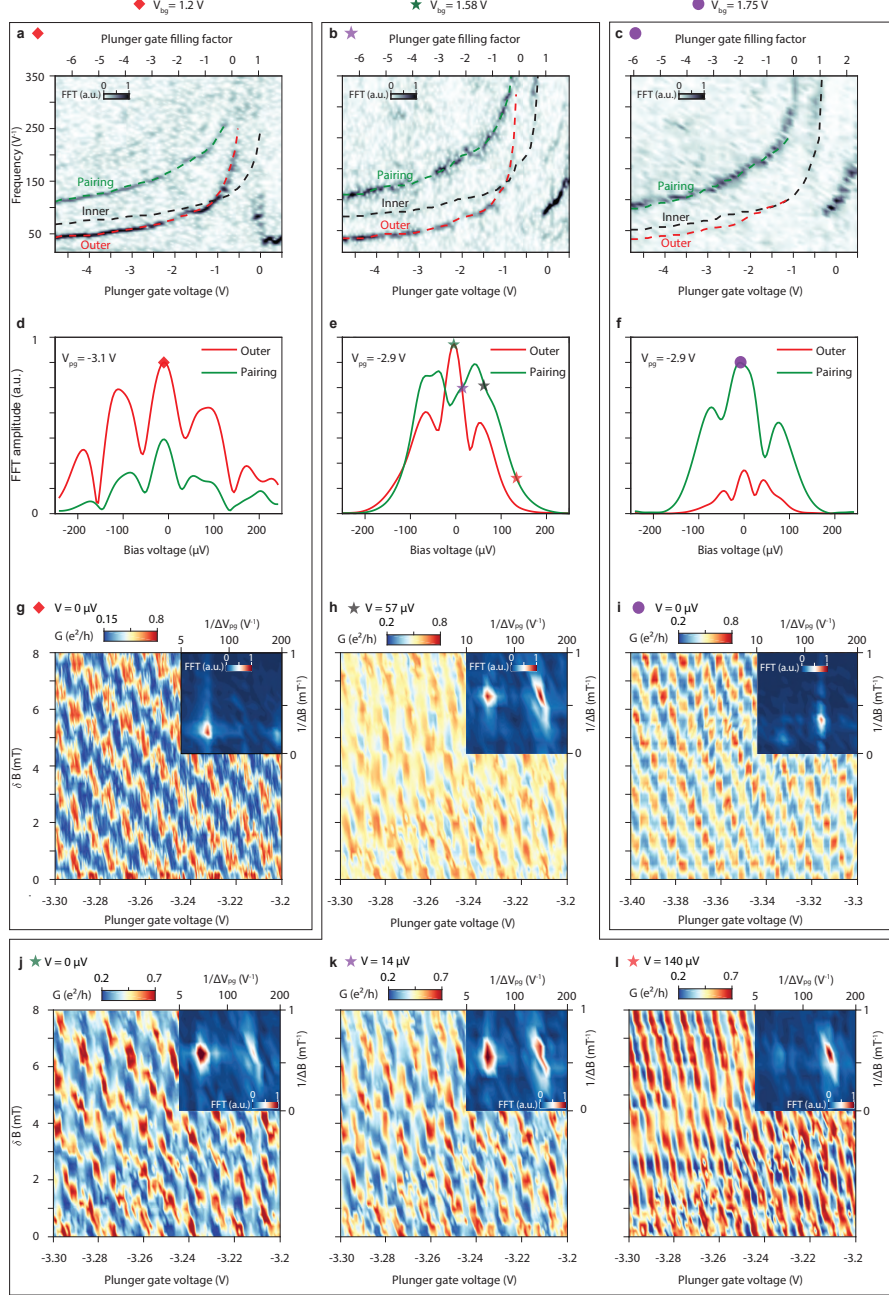 V_bg = 1.2 V
V_bg = 1.58 V
V_bg = 1.75 V
a
Plunger gate filling factor
-6 -5 -4 -3 -2 -1 0 1
FFT (a.u.) 0 1
350
250
150
50
Frequency (V⁻¹)
Pairing
Inner
Outer
-4 -3 -2 -1 0
Plunger gate voltage (V)
b
Plunger gate filling factor
-6 -5 -4 -3 -2 -1 0 1 2
FFT (a.u.) 0 1
Pairing
Inner
Outer
-4 -3 -2 -1 0
Plunger gate voltage (V)
c
Plunger gate filling factor
-6 -5 -4 -3 -2 -1 0 1 2
FFT (a.u.) 0 1
Pairing
Inner
Outer
-4 -3 -2 -1 0
Plunger gate voltage (V)
d
1
0
FFT amplitude (a.u.)
V_pg = -3.1 V
Outer
Pairing
-200 -100 0 100 200
Bias voltage (μV)
e
V_pg = -2.9 V
Outer
Pairing
-200 -100 0 100 200
Bias voltage (μV)
f
V_pg = -2.9 V
Outer
Pairing
-200 -100 0 100 200
Bias voltage (μV)
g V = 0 μV
0.15 0.8
G (e²/h)
1/ΔV_pg (V⁻¹)
5 100 200
FFT (a.u.) 0 1
1
0
1/ΔB (mT⁻¹)
8
6
4
2
0
δ B (mT)
-3.30 -3.26 -3.24 -3.22 -3.2
Plunger gate voltage (V)
h V = 57 μV
0.2 0.8
G (e²/h)
1/ΔV_pg (V⁻¹)
10 100 200
FFT (a.u.) 0 1
1
0
1/ΔB (mT⁻¹)
-3.30 -3.26 -3.24 -3.22 -3.2
Plunger gate voltage (V)
i V = 0 μV
0.2 0.8
G (e²/h)
1/ΔV_pg (V⁻¹)
10 100 200
FFT (a.u.) 0 1
1
0
1/ΔB (mT⁻¹)
-3.40 -3.38 -3.36 -3.34 -3.32 -3.3
Plunger gate voltage (V)
j V = 0 μV
0.2 0.7
G (e²/h)
1/ΔV_pg (V⁻¹)
5 100 200
FFT (a.u.) 0 1
1
0
1/ΔB (mT⁻¹)
8
6
4
2
0
δ B (mT)
-3.30 -3.26 -3.24 -3.22 -3.2
Plunger gate voltage (V)
k V = 14 μV
0.2 0.7
G (e²/h)
1/ΔV_pg (V⁻¹)
5 100 200
FFT (a.u.) 0 1
1
0
1/ΔB (mT⁻¹)
-3.30 -3.26 -3.24 -3.22 -3.2
Plunger gate voltage (V)
l V = 140 μV
0.2 0.7
G (e²/h)
1/ΔV_pg (V⁻¹)
5 100 200
FFT (a.u.) 0 1
1
0
1/ΔB (mT⁻¹)
-3.30 -3.26 -3.24 -3.22 -3.2
Plunger gate voltage (V)